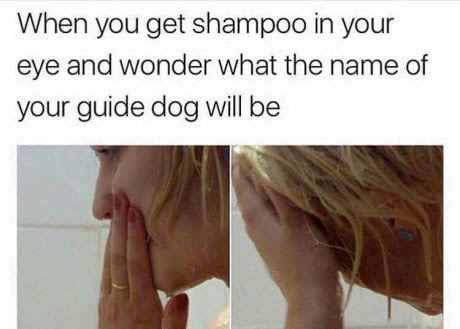 When you get shampoo in your
eye and wonder what the name of
your guide dog will be